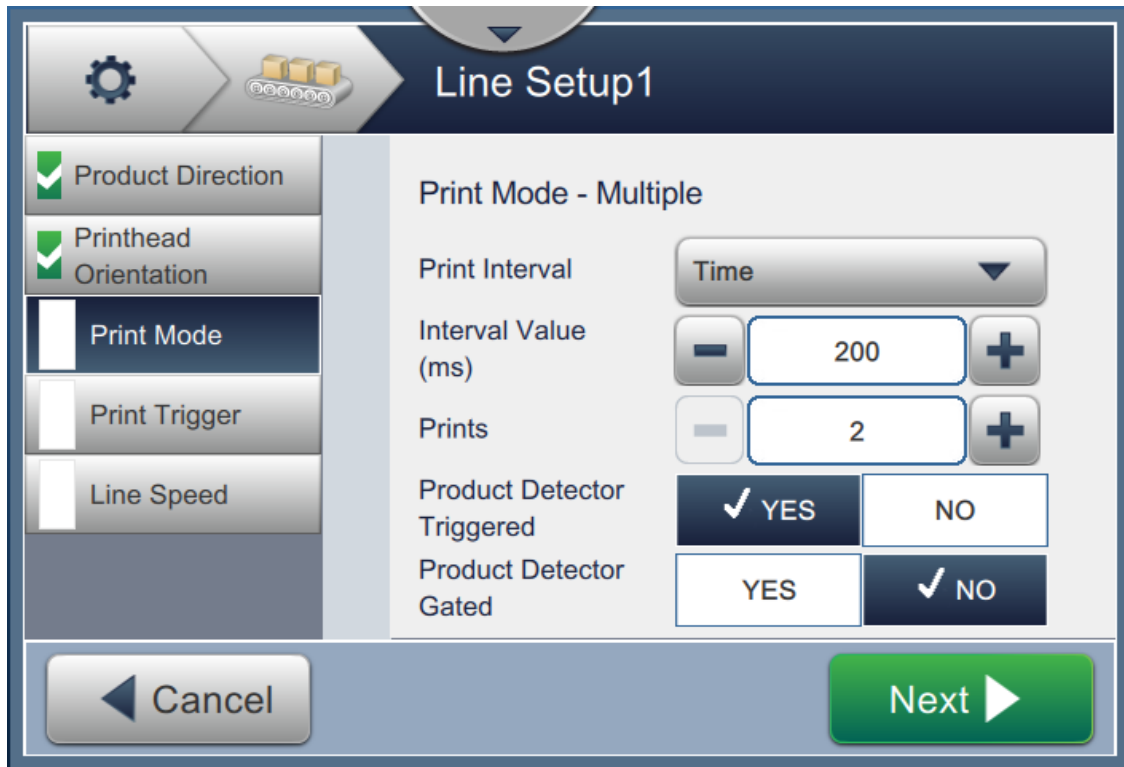 Line Setup1
Product Direction
Printhead
Orientation
Print Mode
Print Trigger
Line Speed
Print Mode - Multiple
Print Interval
Time
Interval Value
(ms)
200
Prints
2
Product Detector
Triggered
YES
NO
Product Detector
Gated
YES
NO
Cancel
Next